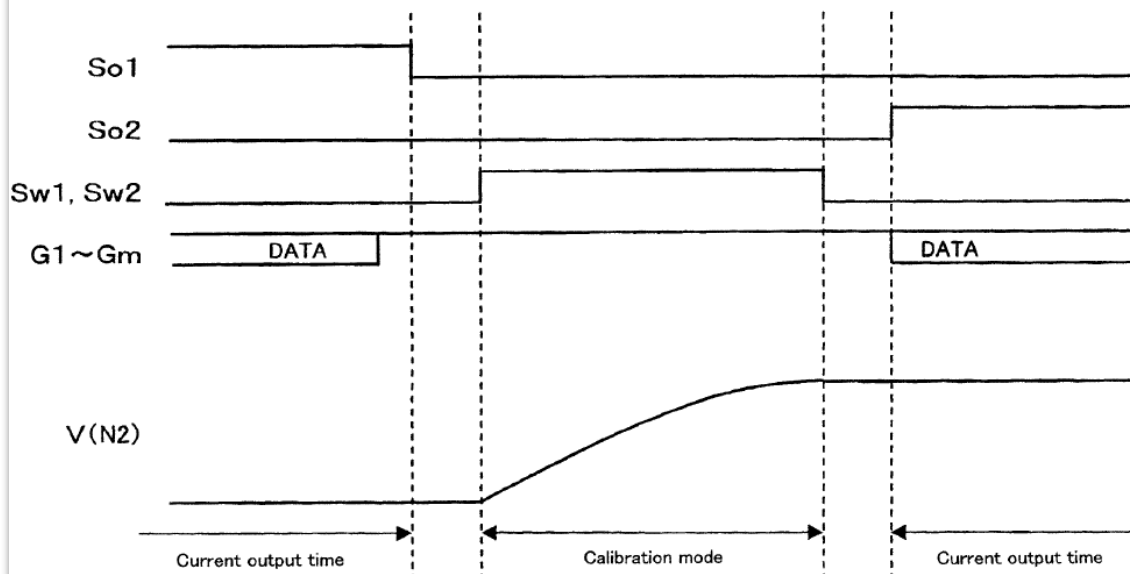 So1
So2
Sw1, Sw2
G1～Gm DATA DATA
V(N2)
Current output time Calibration mode Current output time